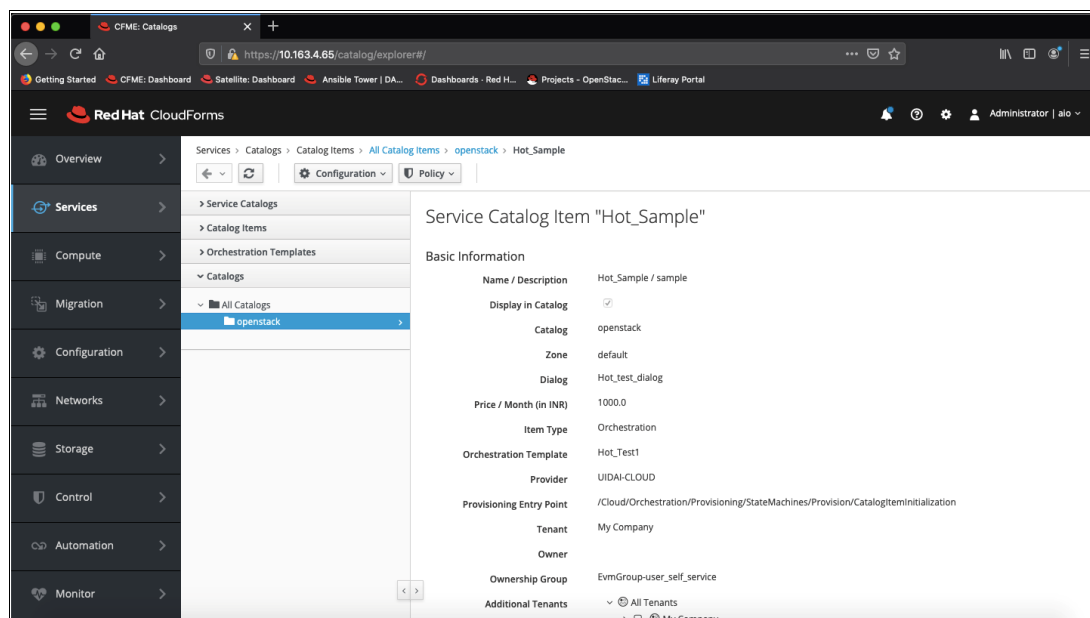 CFME: Catalogs
https://10.163.4.65/catalog/explorer#/
Getting Started CFME: Dashboard Satellite: Dashboard Ansible Tower | DA... Dashboards - Red H... Projects - OpenStac... Liferay Portal
Red Hat CloudForms
Administrator | aio
Overview
Services
Compute
Migration
Configuration
Networks
Storage
Control
Automation
Monitor
Services > Catalogs > Catalog Items > All Catalog Items > openstack > Hot_Sample
Configuration Policy
Service Catalogs
Catalog Items
Orchestration Templates
Catalogs
All Catalogs
openstack
Service Catalog Item "Hot_Sample"
Basic Information
Name / Description Hot_Sample / sample
Display in Catalog
Catalog openstack
Zone default
Dialog Hot_test_dialog
Price / Month (in INR) 1000.0
Item Type Orchestration
Orchestration Template Hot_Test1
Provider UIDAI-CLOUD
Provisioning Entry Point /Cloud/Orchestration/Provisioning/StateMachines/Provision/CatalogItemInitialization
Tenant My Company
Owner
Ownership Group EvmGroup-user_self_service
Additional Tenants All Tenants
My Company